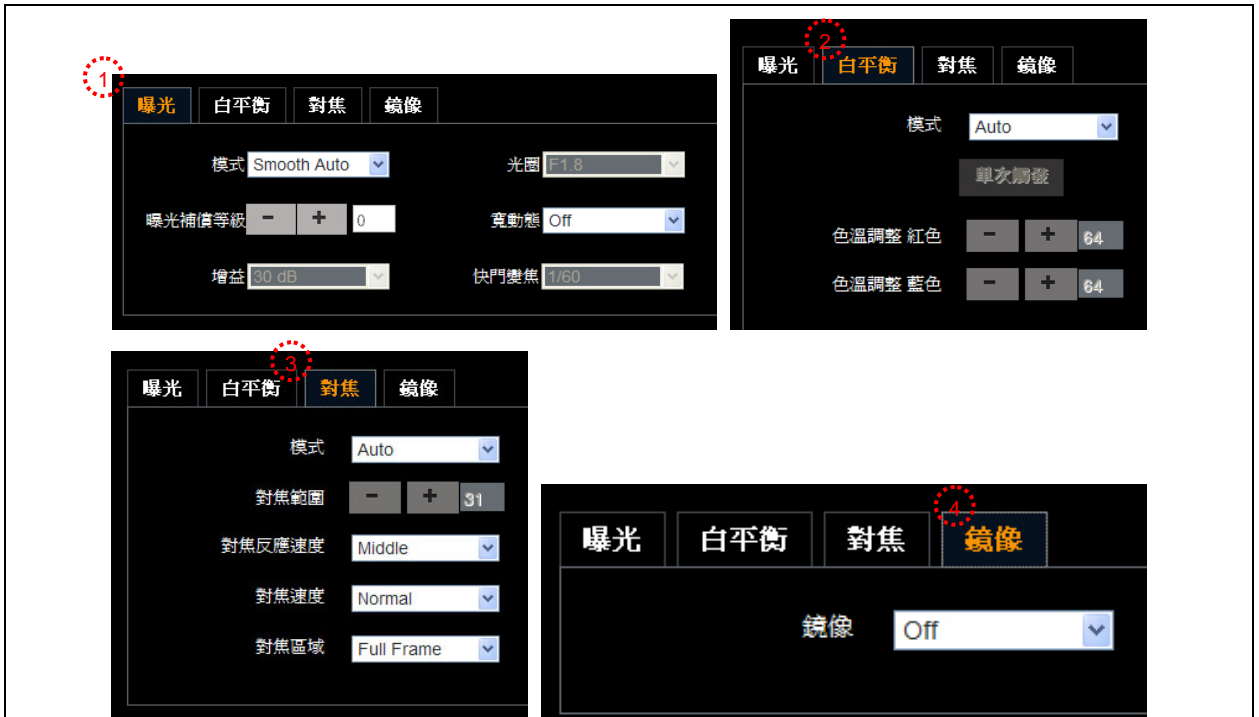 1
曝光 白平衡 對焦 鏡像
模式 Smooth Auto 光圈 F1.8
曝光補償等級 - + 0 寬動態 Off
增益 30 dB 快門變焦 1/60
2
曝光 白平衡 對焦 鏡像
模式 Auto
單次觸發
色溫調整 紅色 - + 64
色溫調整 藍色 - + 64
3
曝光 白平衡 對焦 鏡像
模式 Auto
對焦範圍 - + 31
對焦反應速度 Middle
對焦速度 Normal
對焦區域 Full Frame
4
曝光 白平衡 對焦 鏡像
鏡像 Off